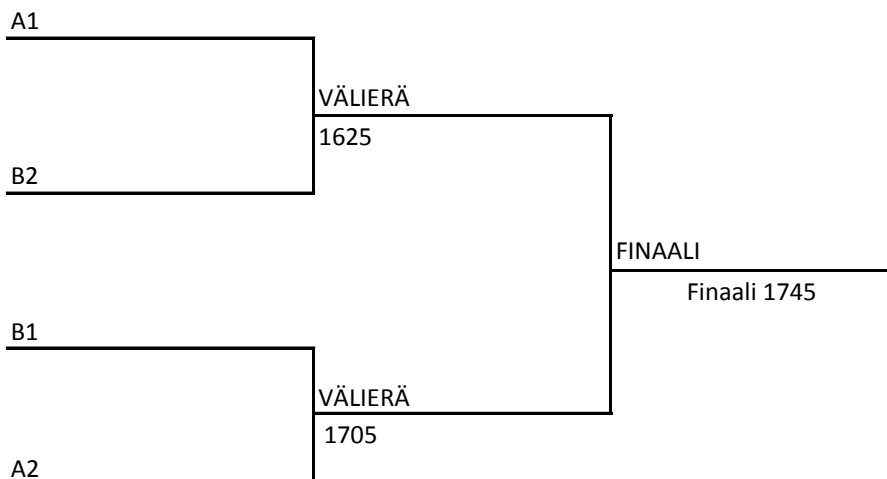 A1
VÄLIERÄ
1625
B2
FINAALI
Finaali 1745
B1
VÄLIERÄ
1705
A2